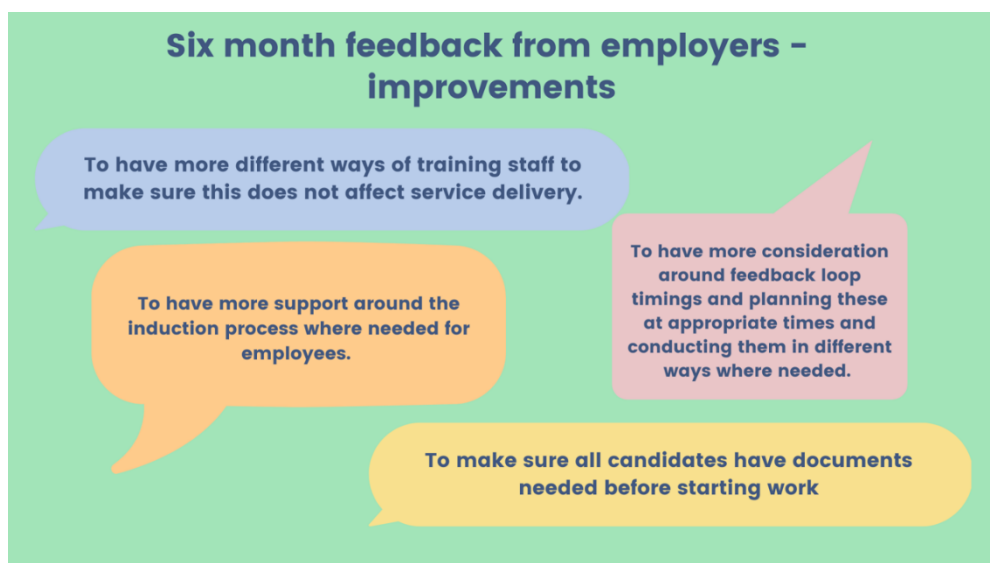 Six month feedback from employers -
improvements
To have more different ways of training staff to
make sure this does not affect service delivery.
To have more support around the
induction process where needed for
employees.
To have more consideration
around feedback loop
timings and planning these
at appropriate times and
conducting them in different
ways where needed.
To make sure all candidates have documents
needed before starting work